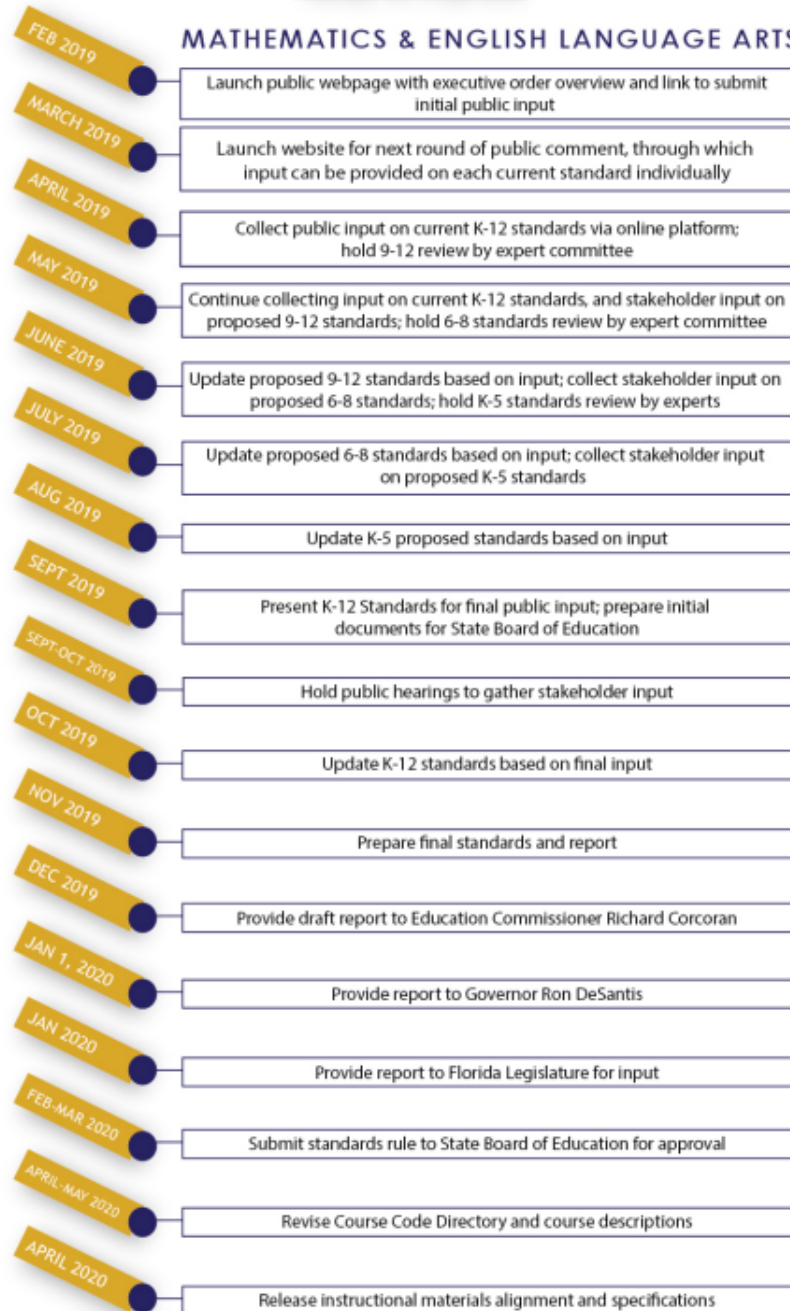 MATHEMATICS & ENGLISH LANGUAGE ARTS
FEB 2019
Launch public webpage with executive order overview and link to submit
initial public input
MARCH 2019
Launch website for next round of public comment, through which
input can be provided on each current standard individually
APRIL 2019
Collect public input on current K-12 standards via online platform;
hold 9-12 review by expert committee
MAY 2019
Continue collecting input on current K-12 standards, and stakeholder input on
proposed 9-12 standards; hold 6-8 standards review by expert committee
JUNE 2019
Update proposed 9-12 standards based on input; collect stakeholder input on
proposed 6-8 standards; hold K-5 standards review by experts
JULY 2019
Update proposed 6-8 standards based on input; collect stakeholder input
on proposed K-5 standards
AUG 2019
Update K-5 proposed standards based on input
SEPT 2019
Present K-12 Standards for final public input; prepare initial
documents for State Board of Education
SEPT-OCT 2019
Hold public hearings to gather stakeholder input
OCT 2019
Update K-12 standards based on final input
NOV 2019
Prepare final standards and report
DEC 2019
Provide draft report to Education Commissioner Richard Corcoran
JAN 1, 2020
Provide report to Governor Ron DeSantis
JAN 2020
Provide report to Florida Legislature for input
FEB-MAR 2020
Submit standards rule to State Board of Education for approval
APRIL-MAY 2020
Revise Course Code Directory and course descriptions
APRIL 2020
Release instructional materials alignment and specifications